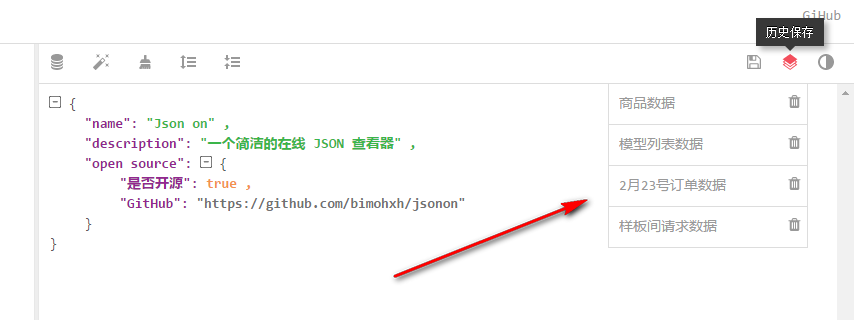 GiHub
历史保存
{
"name": "Json on" ,
"description": "一个简洁的在线 JSON 查看器" ,
"open source": {
"是否开源": true ,
"GitHub": "https://github.com/bimohxh/jsonon"
}
}
商品数据
模型列表数据
2月23号订单数据
样板间请求数据